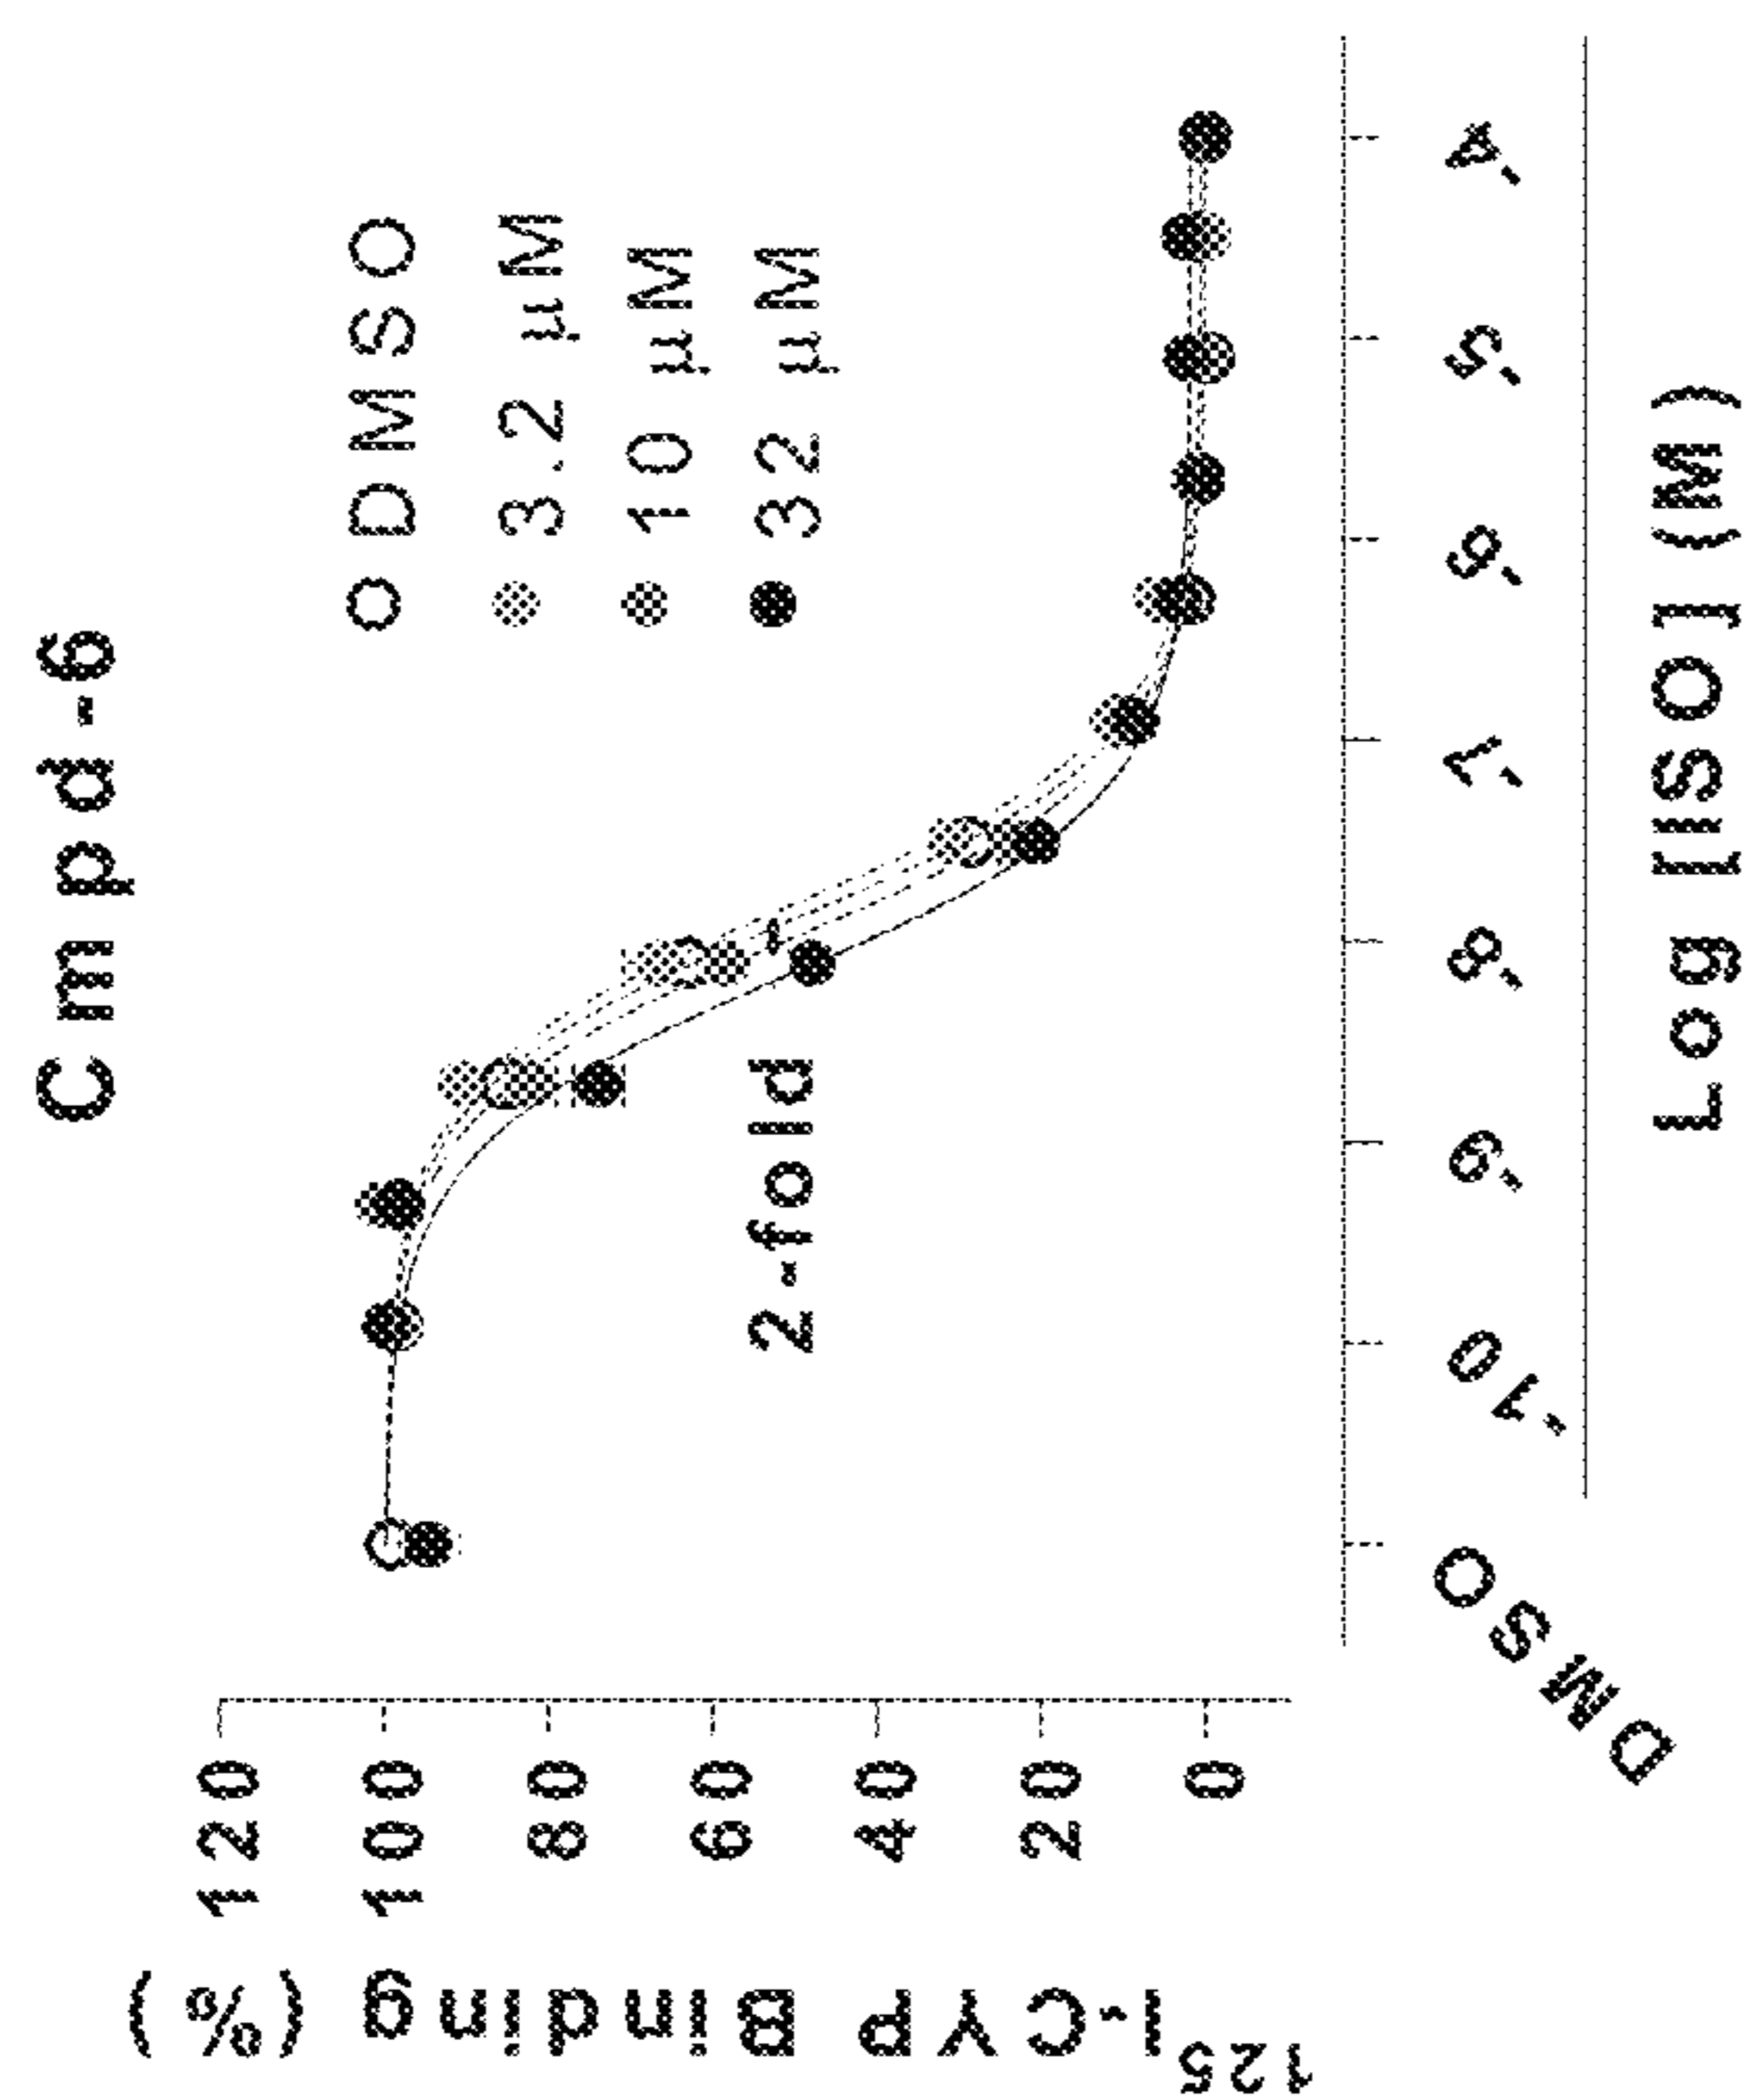 Cmpd-6
DMSO
3.2 µM
10 µM
32 µM
2-fold
120
100
80
60
40
20
0
¹²⁵I-CYP Binding (%)
DMSO
-10
-9
-8
-7
-6
-5
-4
Log [ISO] (M)